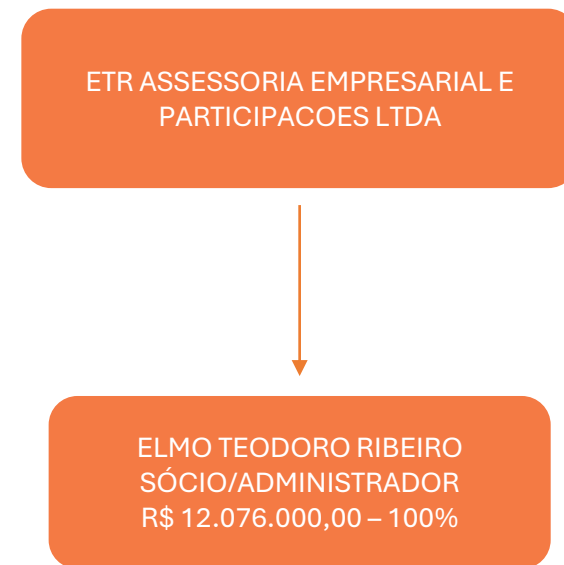 ETR ASSESSORIA EMPRESARIAL E
PARTICIPACOES LTDA
ELMO TEODORO RIBEIRO
SÓCIO/ADMINISTRADOR
R$ 12.076.000,00 – 100%